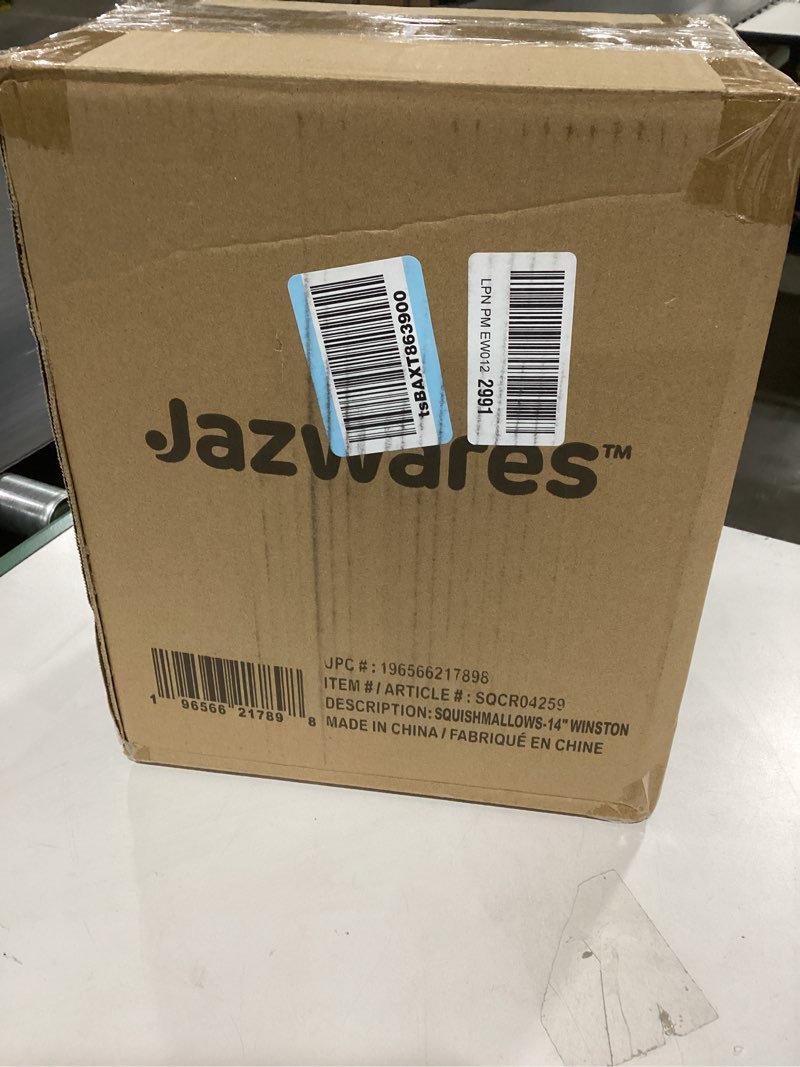 tsBAXT863900
LPN PM EW012 2991
Jazwares™
1 96566 21789 8
UPC # : 196566217898
ITEM # / ARTICLE # : SQCR04259
DESCRIPTION: SQUISHMALLOWS-14" WINSTON
MADE IN CHINA / FABRIQUÉ EN CHINE